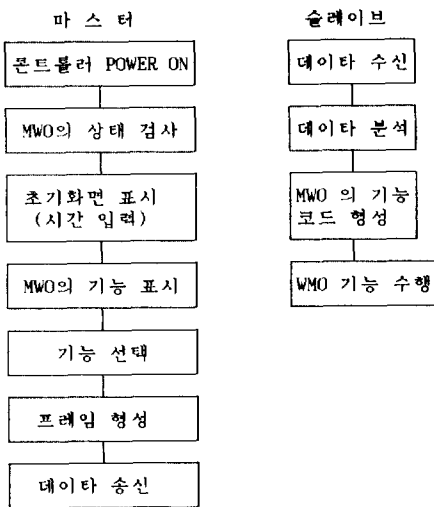 마 스 터
콘트롤러 POWER ON
MWO의 상태 검사
초기화면 표시
(시간 입력)
MWO의 기능 표시
기능 선택
프레임 형성
데이타 송신
슬레이브
데이타 수신
데이타 분석
MWO 의 기능
코드 형성
WMO 기능 수행